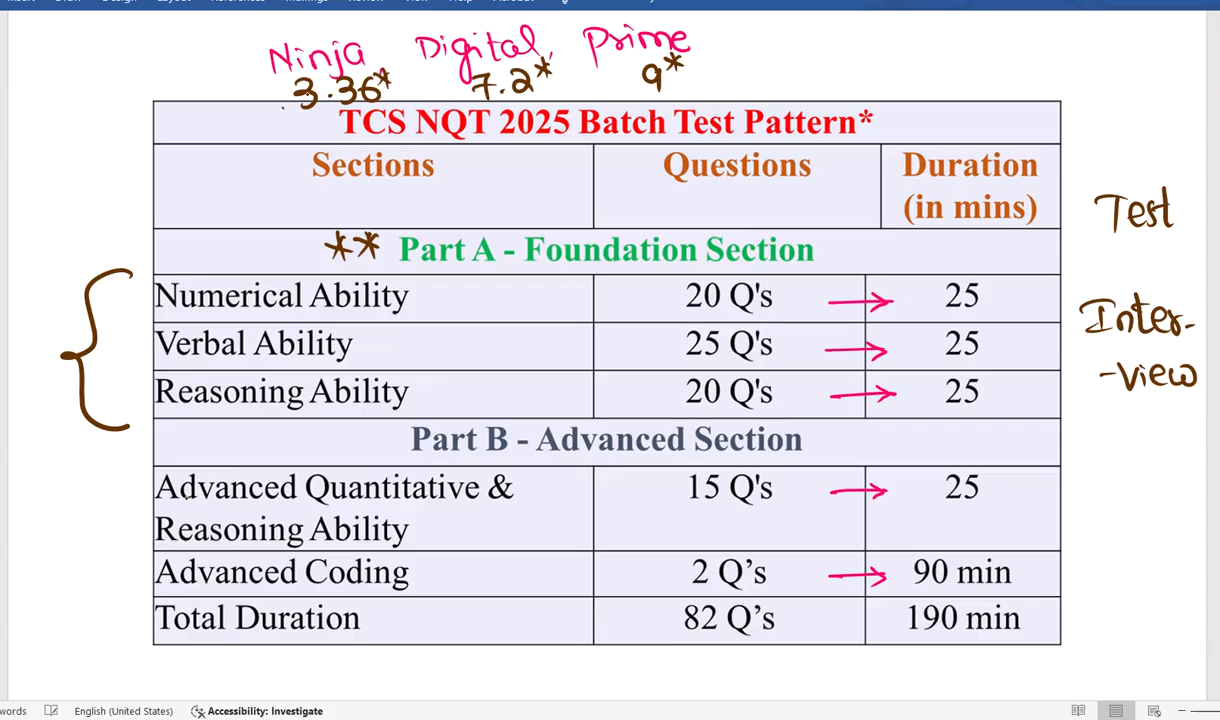 Ninja Digital, Prime
3.36* 7.2* 9*
TCS NQT 2025 Batch Test Pattern*
Sections Questions Duration
(in mins)
Test
** Part A - Foundation Section
Numerical Ability 20 Q's → 25
Inter-
Verbal Ability 25 Q's → 25
-view
Reasoning Ability 20 Q's → 25
Part B - Advanced Section
Advanced Quantitative & 15 Q's → 25
Reasoning Ability
Advanced Coding 2 Q’s → 90 min
Total Duration 82 Q’s 190 min
words English (United States) Accessibility: Investigate